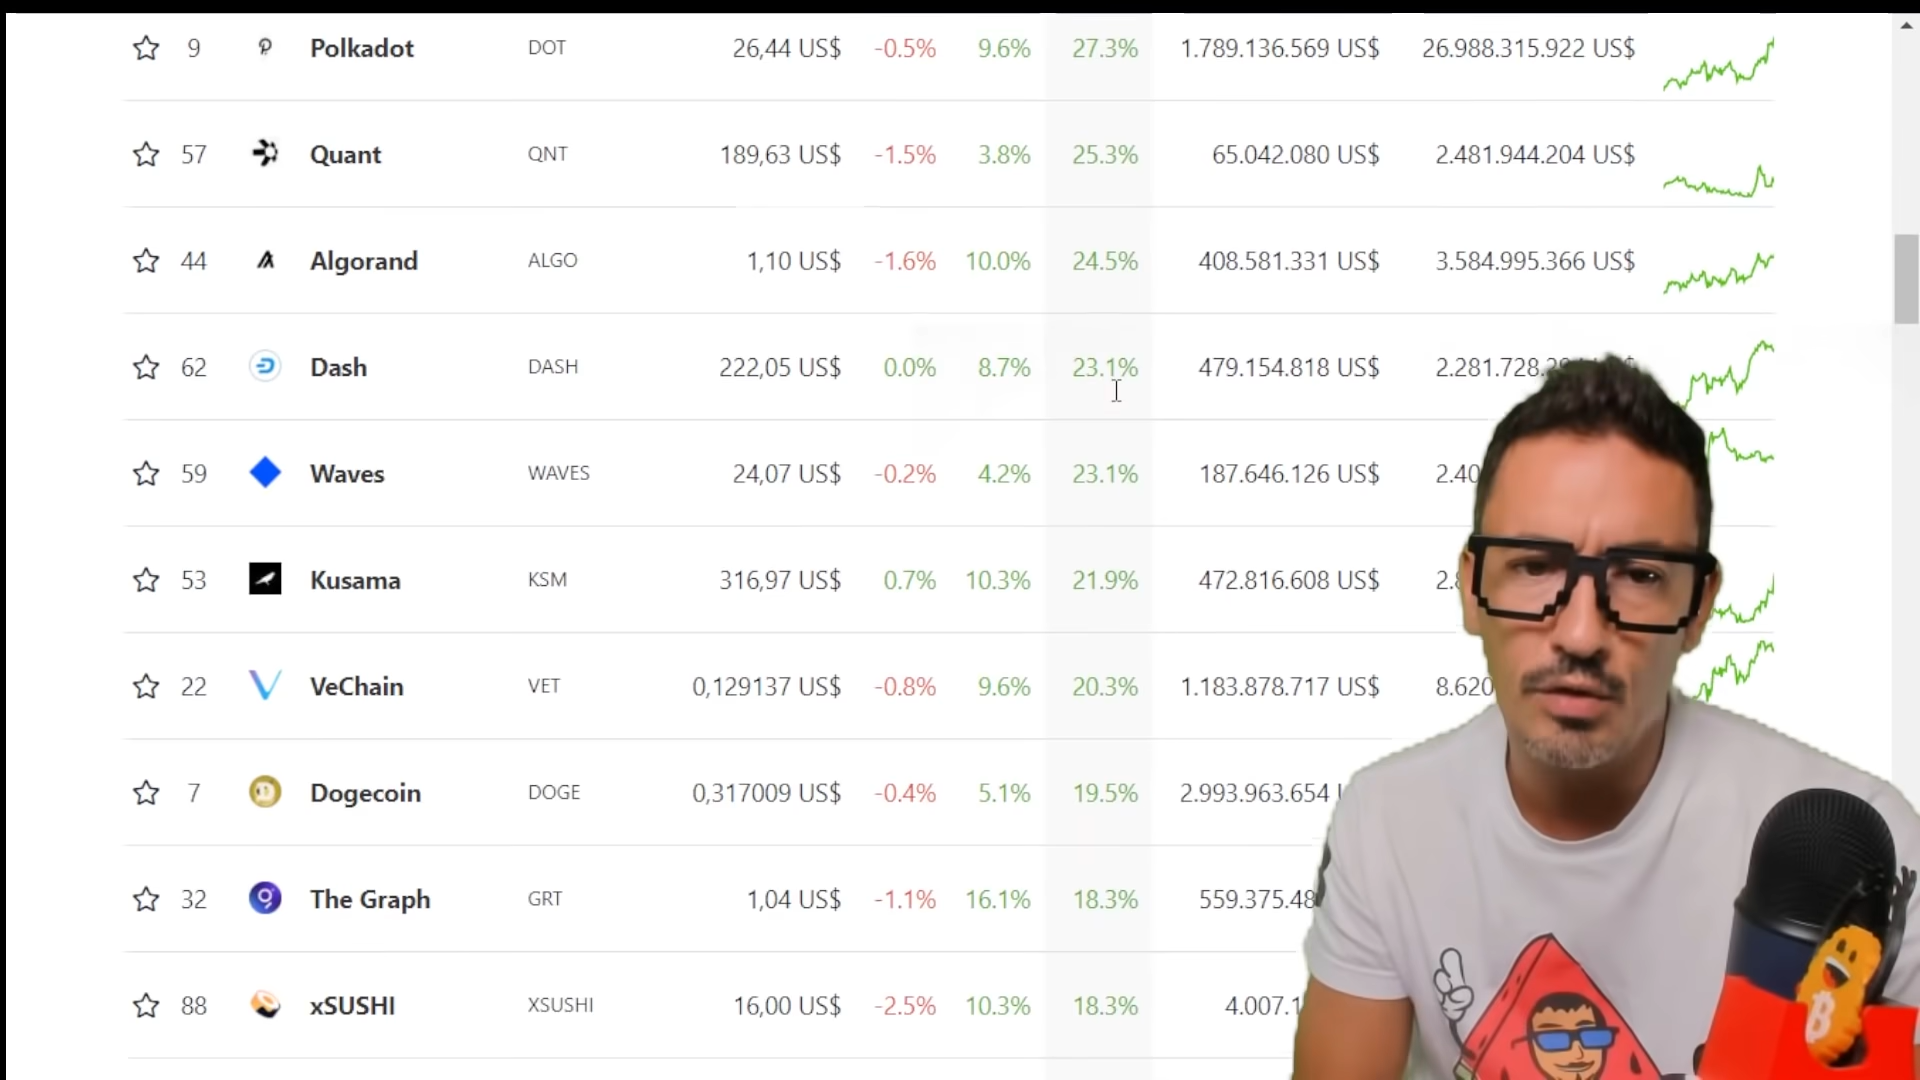 9 Polkadot DOT 26,44 US$ -0.5% 9.6% 27.3% 1.789.136.569 US$ 26.988.315.922 US$
57 Quant QNT 189,63 US$ -1.5% 3.8% 25.3% 65.042.080 US$ 2.481.944.204 US$
44 Algorand ALGO 1,10 US$ -1.6% 10.0% 24.5% 408.581.331 US$ 3.584.995.366 US$
62 Dash DASH 222,05 US$ 0.0% 8.7% 23.1% 479.154.818 US$ 2.281.728.
59 Waves WAVES 24,07 US$ -0.2% 4.2% 23.1% 187.646.126 US$ 2.40
53 Kusama KSM 316,97 US$ 0.7% 10.3% 21.9% 472.816.608 US$ 2.
22 VeChain VET 0,129137 US$ -0.8% 9.6% 20.3% 1.183.878.717 US$ 8.620
7 Dogecoin DOGE 0,317009 US$ -0.4% 5.1% 19.5% 2.993.963.654
32 The Graph GRT 1,04 US$ -1.1% 16.1% 18.3% 559.375.48
88 xSUSHI XSUSHI 16,00 US$ -2.5% 10.3% 18.3% 4.007.1